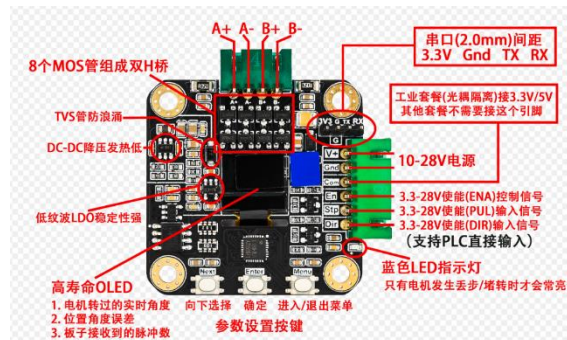 A+ A- B+ B-
串口(2.0mm)间距
3.3V Gnd TX RX
8个MOS管组成双H桥
工业套餐(光耦隔离)接3.3V/5V
其他套餐不需要接这个引脚
A+ A- B+ B-
TVS管防浪涌
3V3 G TX RX
G
DC-DC降压发热低
V+
10-28V电源
Gnd
Com
低纹波LDO稳定性强
En
3.3-28V使能(ENA)控制信号
Stp
3.3-28V使能(PUL)输入信号
Dir
3.3-28V使能(DIR)输入信号
(支持PLC直接输入)
高寿命OLED
蓝色LED指示灯
只有电机发生丢步/堵转时才会常亮
Next Enter Menu
1. 电机转过的实时角度
2. 位置角度误差
3. 板子接收到的脉冲数
向下选择 确定 进入/退出菜单
参数设置按键